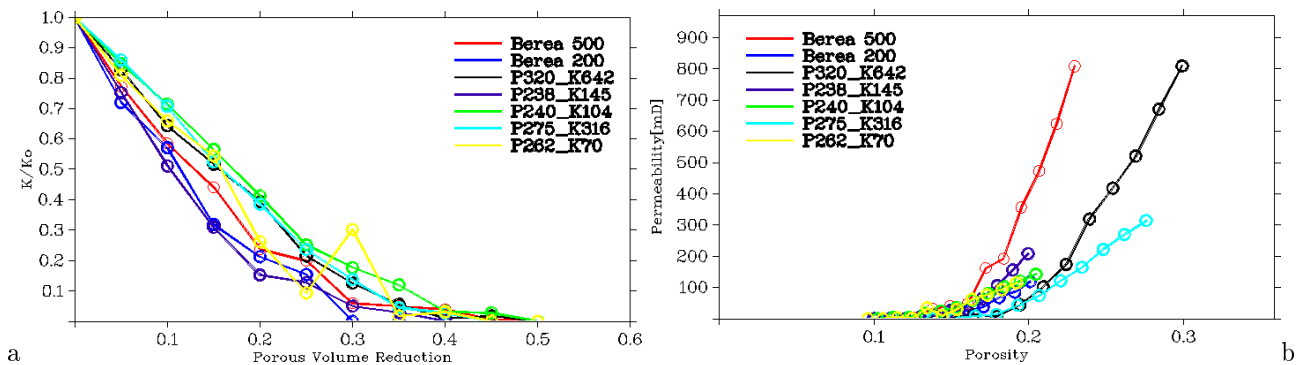 1.0
0.9
0.8
0.7
0.6
0.5
0.4
0.3
0.2
0.1
K/Ko
Berea 500
Berea 200
P320_K642
P238_K145
P240_K104
P275_K316
P262_K70
0.1 0.2 0.3 0.4 0.5 0.6
Porous Volume Reduction
a
900
800
700
600
500
400
300
200
100
Permeability[mD]
Berea 500
Berea 200
P320_K642
P238_K145
P240_K104
P275_K316
P262_K70
0.1 0.2 0.3
Porosity
b